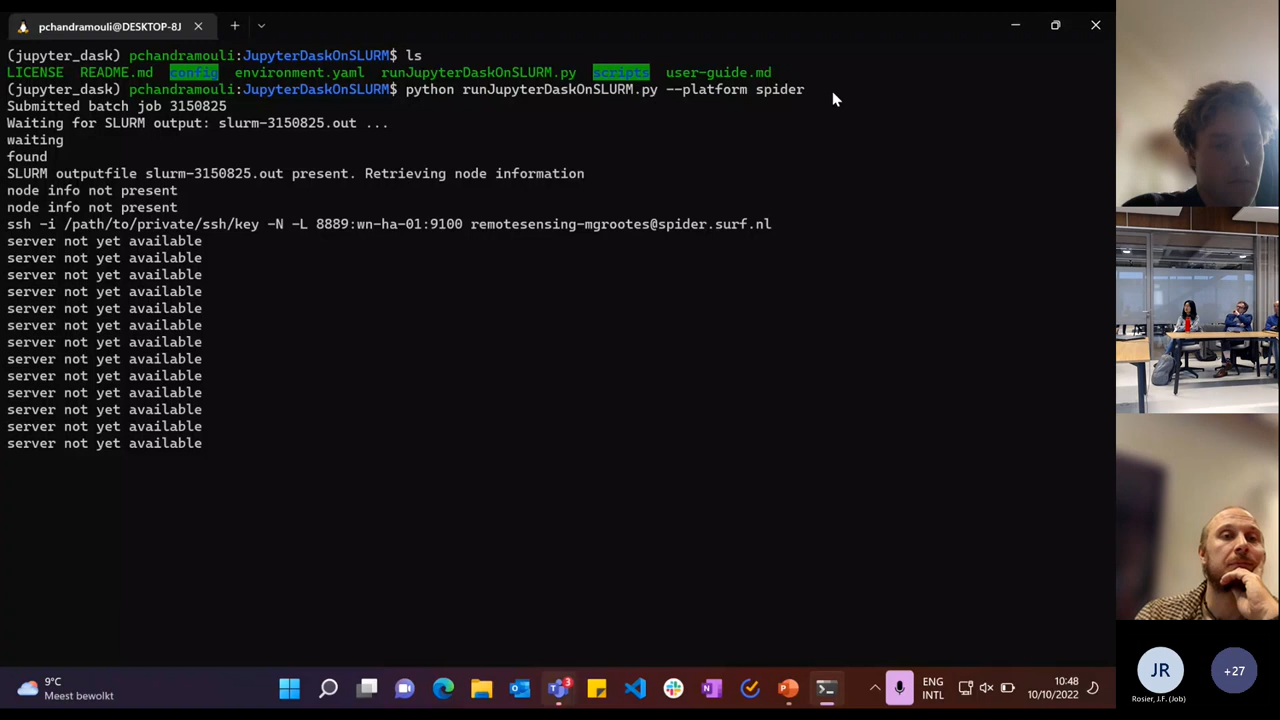 pchandramouli@DESKTOP-8J
(jupyter_dask) pchandramouli:JupyterDaskOnSLURM$ ls
LICENSE README.md config environment.yaml runJupyterDaskOnSLURM.py scripts user-guide.md
(jupyter_dask) pchandramouli:JupyterDaskOnSLURM$ python runJupyterDaskOnSLURM.py --platform spider
Submitted batch job 3150825
Waiting for SLURM output: slurm-3150825.out ...
waiting
found
SLURM outputfile slurm-3150825.out present. Retrieving node information
node info not present
node info not present
ssh -i /path/to/private/ssh/key -N -L 8889:wn-ha-01:9100 remotesensing-mgrootes@spider.surf.nl
server not yet available
server not yet available
server not yet available
server not yet available
server not yet available
server not yet available
server not yet available
server not yet available
server not yet available
server not yet available
server not yet available
server not yet available
server not yet available
JR
+27
Rosier, J.F. (Job)
9°C
Meest bewolkt
3
ENG
INTL
10:48
10/10/2022